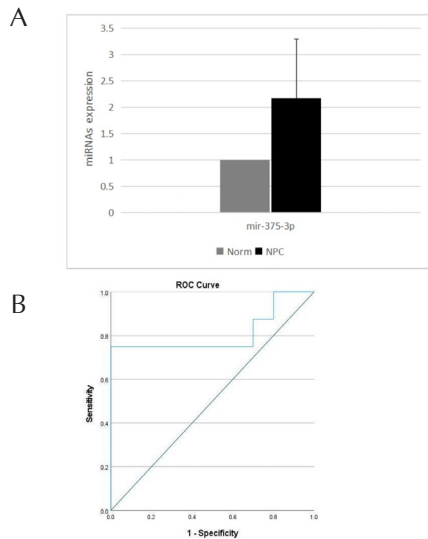 A
3.5
3
2.5
2
1.5
1
0.5
0
miRNAs expression
mir-375-3p
Norm NPC
B
ROC Curve
1.0
0.8
0.6
0.4
0.2
0.0
Sensitivity
0.0 0.2 0.4 0.6 0.8 1.0
1 - Specificity